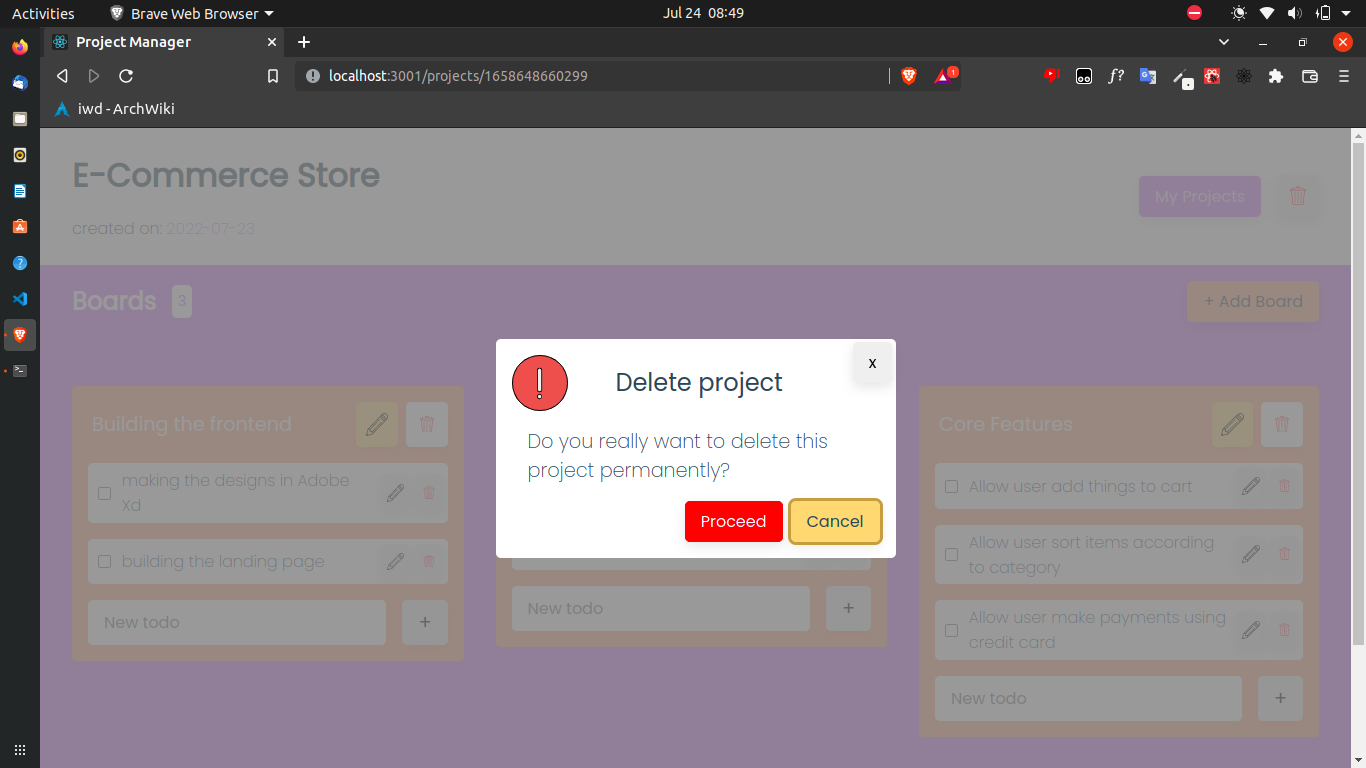 Activities
Brave Web Browser
Jul 24 08:49
Project Manager
localhost:3001/projects/1658648660299
1
f?
iwd - ArchWiki
E-Commerce Store
My Projects
created on: 2022-07-23
Boards 3
+ Add Board
x
Delete project
Do you really want to delete this
project permanently?
Proceed
Cancel
Building the frontend
making the designs in Adobe
Xd
building the landing page
New todo
+
New todo
+
Core Features
Allow user add things to cart
Allow user sort items according
to category
Allow user make payments using
credit card
New todo
+